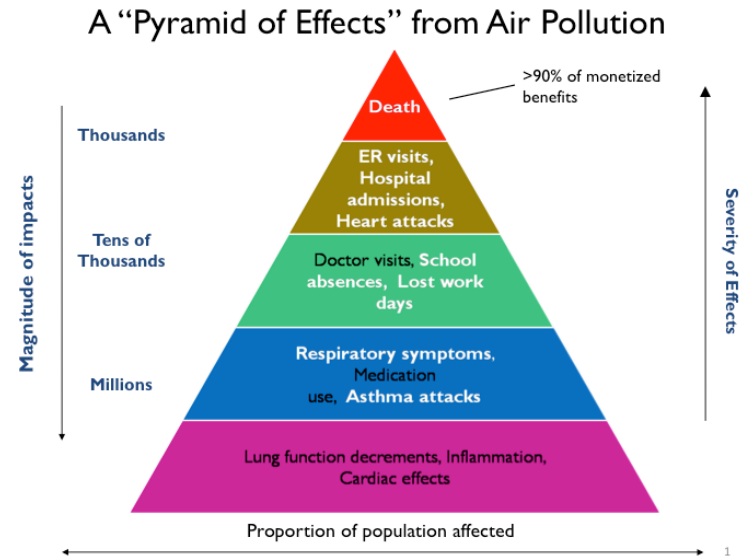 A “Pyramid of Effects” from Air Pollution
>90% of monetized
benefits
Death
Thousands
ER visits,
Hospital
admissions,
Heart attacks
Magnitude of impacts
Severity of Effects
Tens of
Thousands
Doctor visits, School
absences, Lost work
days
Respiratory symptoms,
Medication
use, Asthma attacks
Millions
Lung function decrements, Inflammation,
Cardiac effects
Proportion of population affected
1